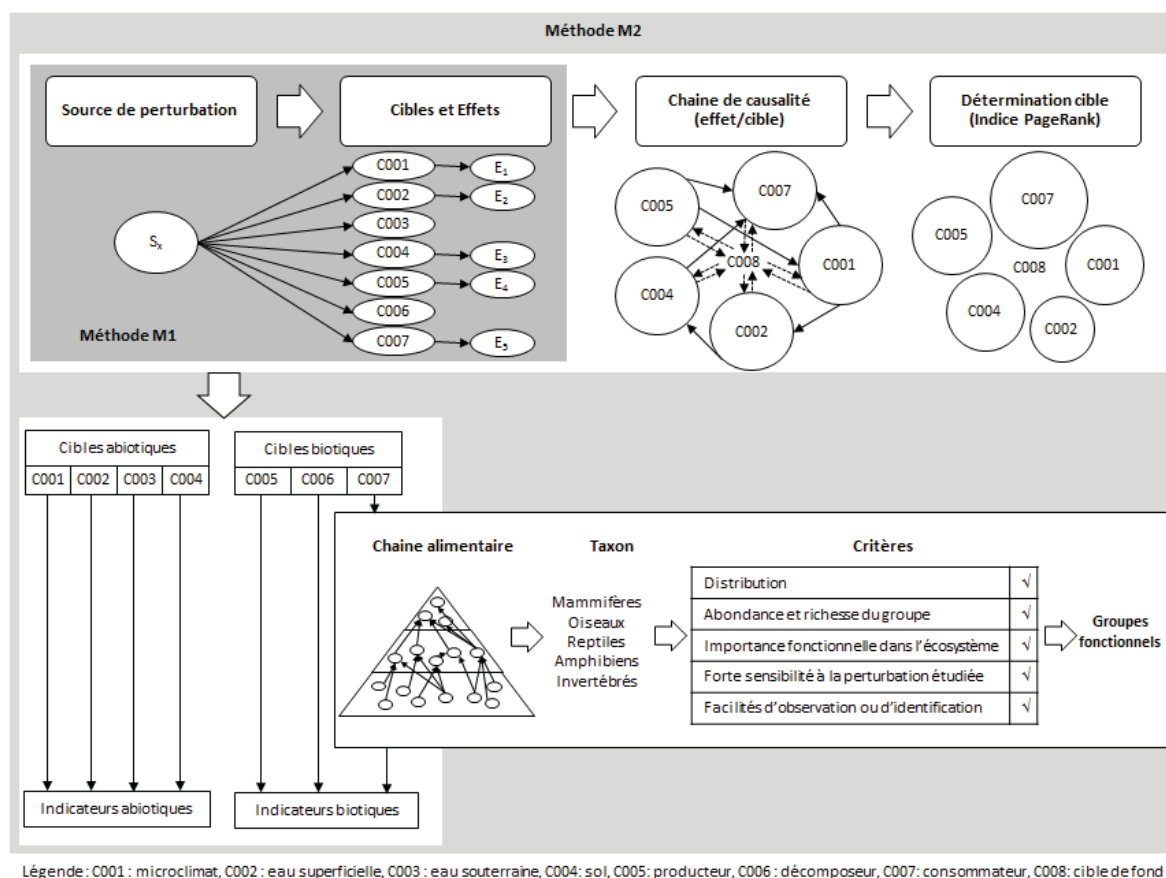 Méthode M2
Source de perturbation
Cibles et Effets
Chaine de causalité
(effet/cible)
Détermination cible
(Indice PageRank)
Sx
C001
E1
C002
E2
C003
C004
E3
C005
E4
C006
C007
E5
Méthode M1
C007
C005
C008
C001
C004
C002
C007
C005
C008
C001
C004
C002
Cibles abiotiques
C001 C002 C003 C004
Cibles biotiques
C005 C006 C007
Chaine alimentaire
Taxon
Critères
Mammifères
Oiseaux
Reptiles
Amphibiens
Invertébrés
Distribution √
Abondance et richesse du groupe √
Importance fonctionnelle dans l'écosystème √
Forte sensibilité à la perturbation étudiée √
Facilités d'observation ou d'identification √
Groupes
fonctionnels
Indicateurs abiotiques
Indicateurs biotiques
Légende : C001 : microclimat, C002 : eau superficielle, C003 : eau souterraine, C004: sol, C005: producteur, C006 : décomposeur, C007: consommateur, C008: cible de fond